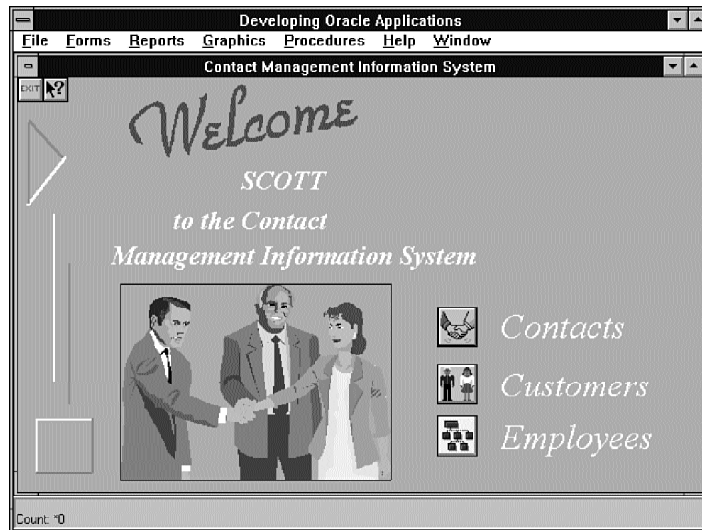 Developing Oracle Applications
File Forms Reports Graphics Procedures Help Window
Contact Management Information System
EXIT ?
Welcome
SCOTT
to the Contact
Management Information System
Contacts
Customers
Employees
Count: *0